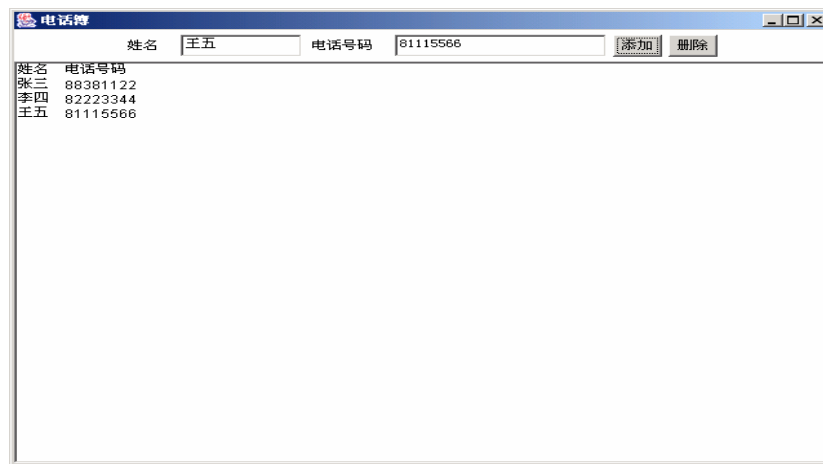 电话簿
姓名 王五 电话号码 81115566 添加 删除
姓名 电话号码
张三 88381122
李四 82223344
王五 81115566